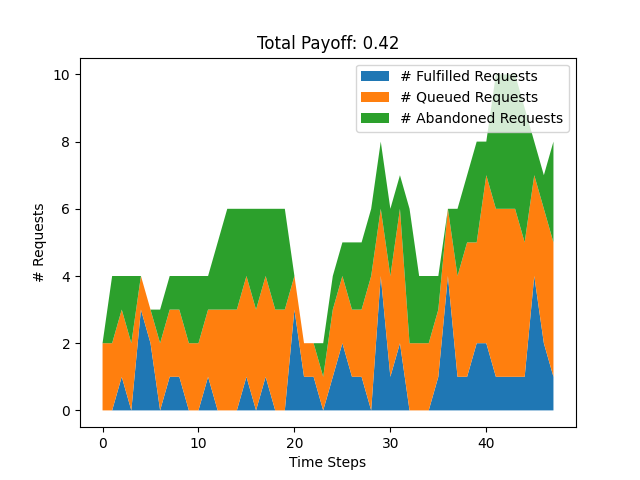 Total Payoff: 0.42
# Fulfilled Requests
# Queued Requests
# Abandoned Requests
10
8
6
4
2
0
# Requests
0 10 20 30 40
Time Steps